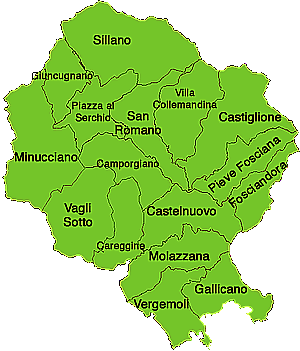 Sillano
Giuncugnano
Villa
Collemandina
Piazza al
Serchio
San
Romano
Castiglione
Minucciano
Camporgiano
Pieve Fosciana
Fosciandora
Vagli
Sotto
Castelnuovo
Careggine
Molazzana
Gallicano
Vergemoli